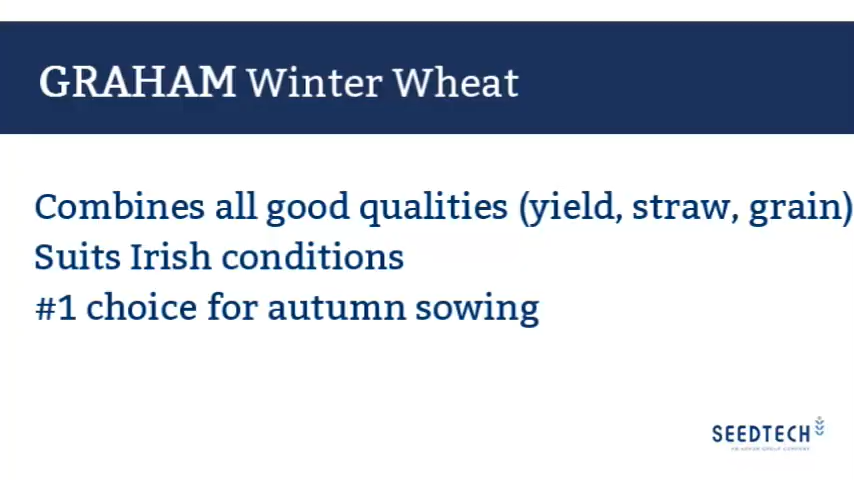 GRAHAM Winter Wheat
Combines all good qualities (yield, straw, grain)
Suits Irish conditions
#1 choice for autumn sowing
SEEDTECH